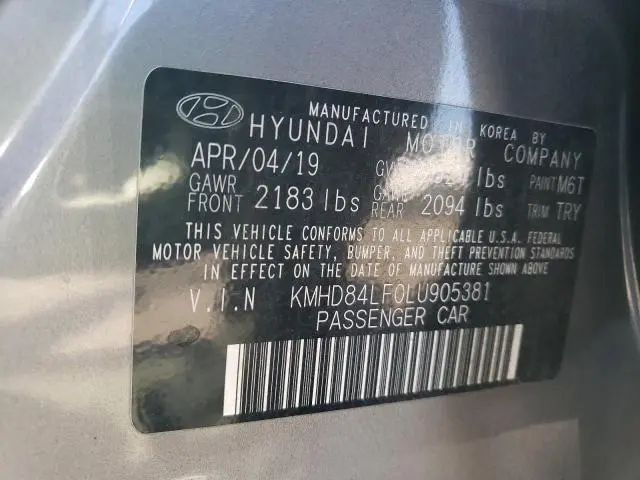 MANUFACTURED IN KOREA BY
HYUNDAI MOTOR COMPANY
APR/04/19 lbs PAINT M6T
GAWR FRONT 2183 lbs REAR 2094 lbs TRIM TRY
THIS VEHICLE CONFORMS TO ALL APPLICABLE U.S.A. FEDERAL
MOTOR VEHICLE SAFETY, BUMPER, AND THEFT PREVENTION STANDARDS
IN EFFECT ON THE DATE OF MANUFACTURE SHOWN ABOVE
V.I.N KMHD84LF0LU905381
PASSENGER CAR